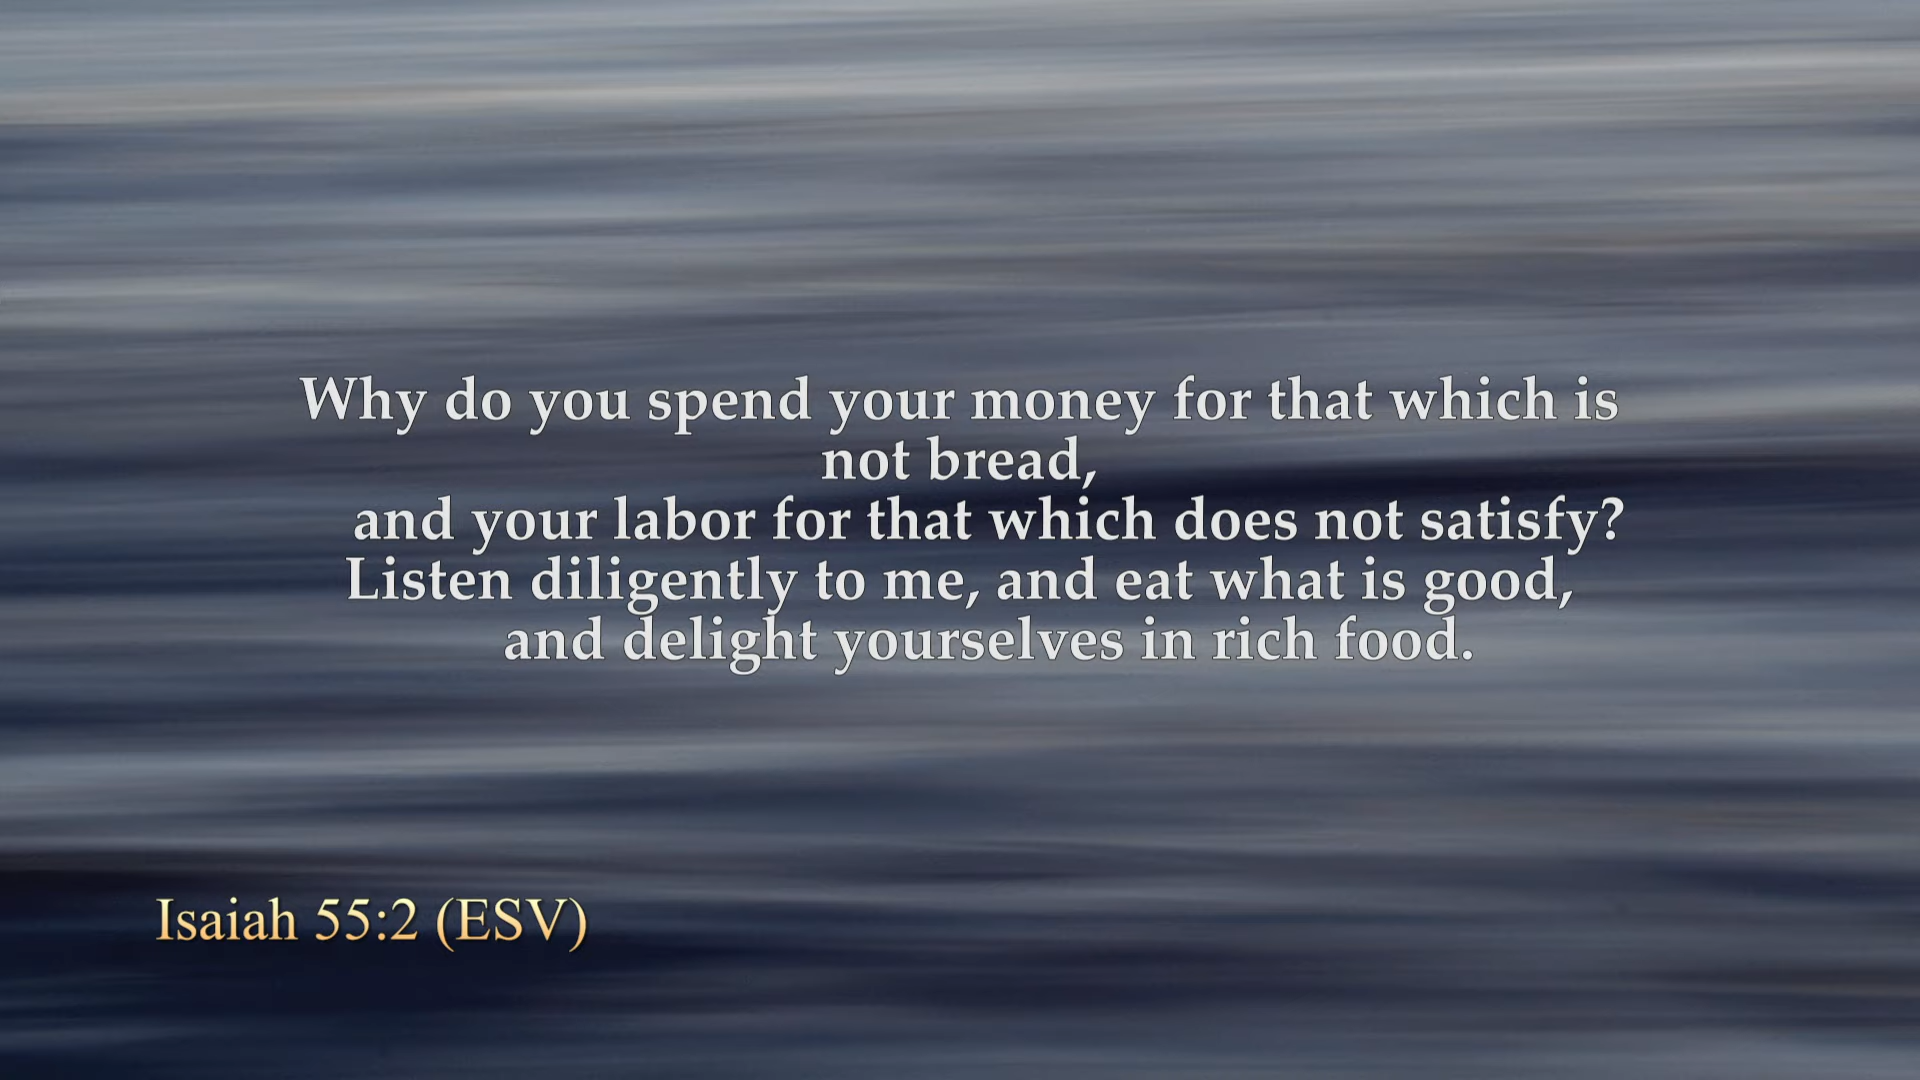 Why do you spend your money for that which is
not bread,
and your labor for that which does not satisfy?
Listen diligently to me, and eat what is good,
and delight yourselves in rich food.
Isaiah 55:2 (ESV)